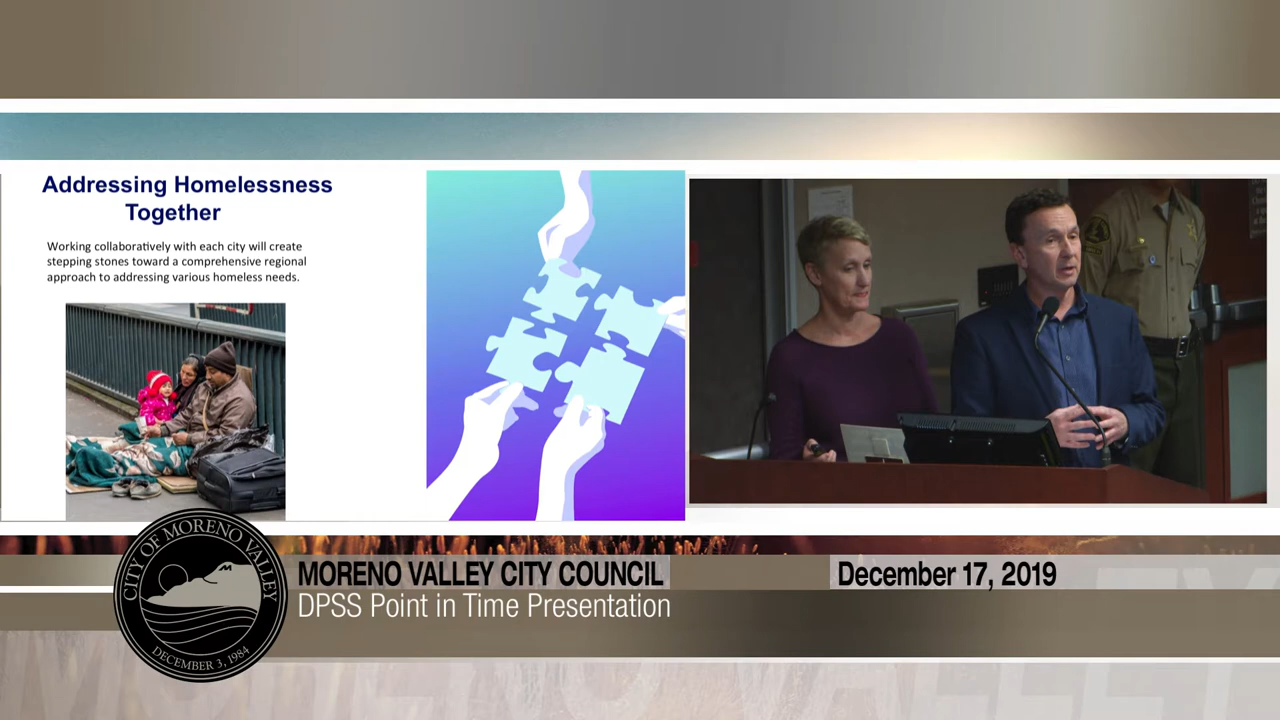 Addressing Homelessness
Together
Working collaboratively with each city will create
stepping stones toward a comprehensive regional
approach to addressing various homeless needs.
CITY OF MORENO VALLEY
DECEMBER 3, 1984
MORENO VALLEY CITY COUNCIL
December 17, 2019
DPSS Point in Time Presentation
MORENO VALLEY